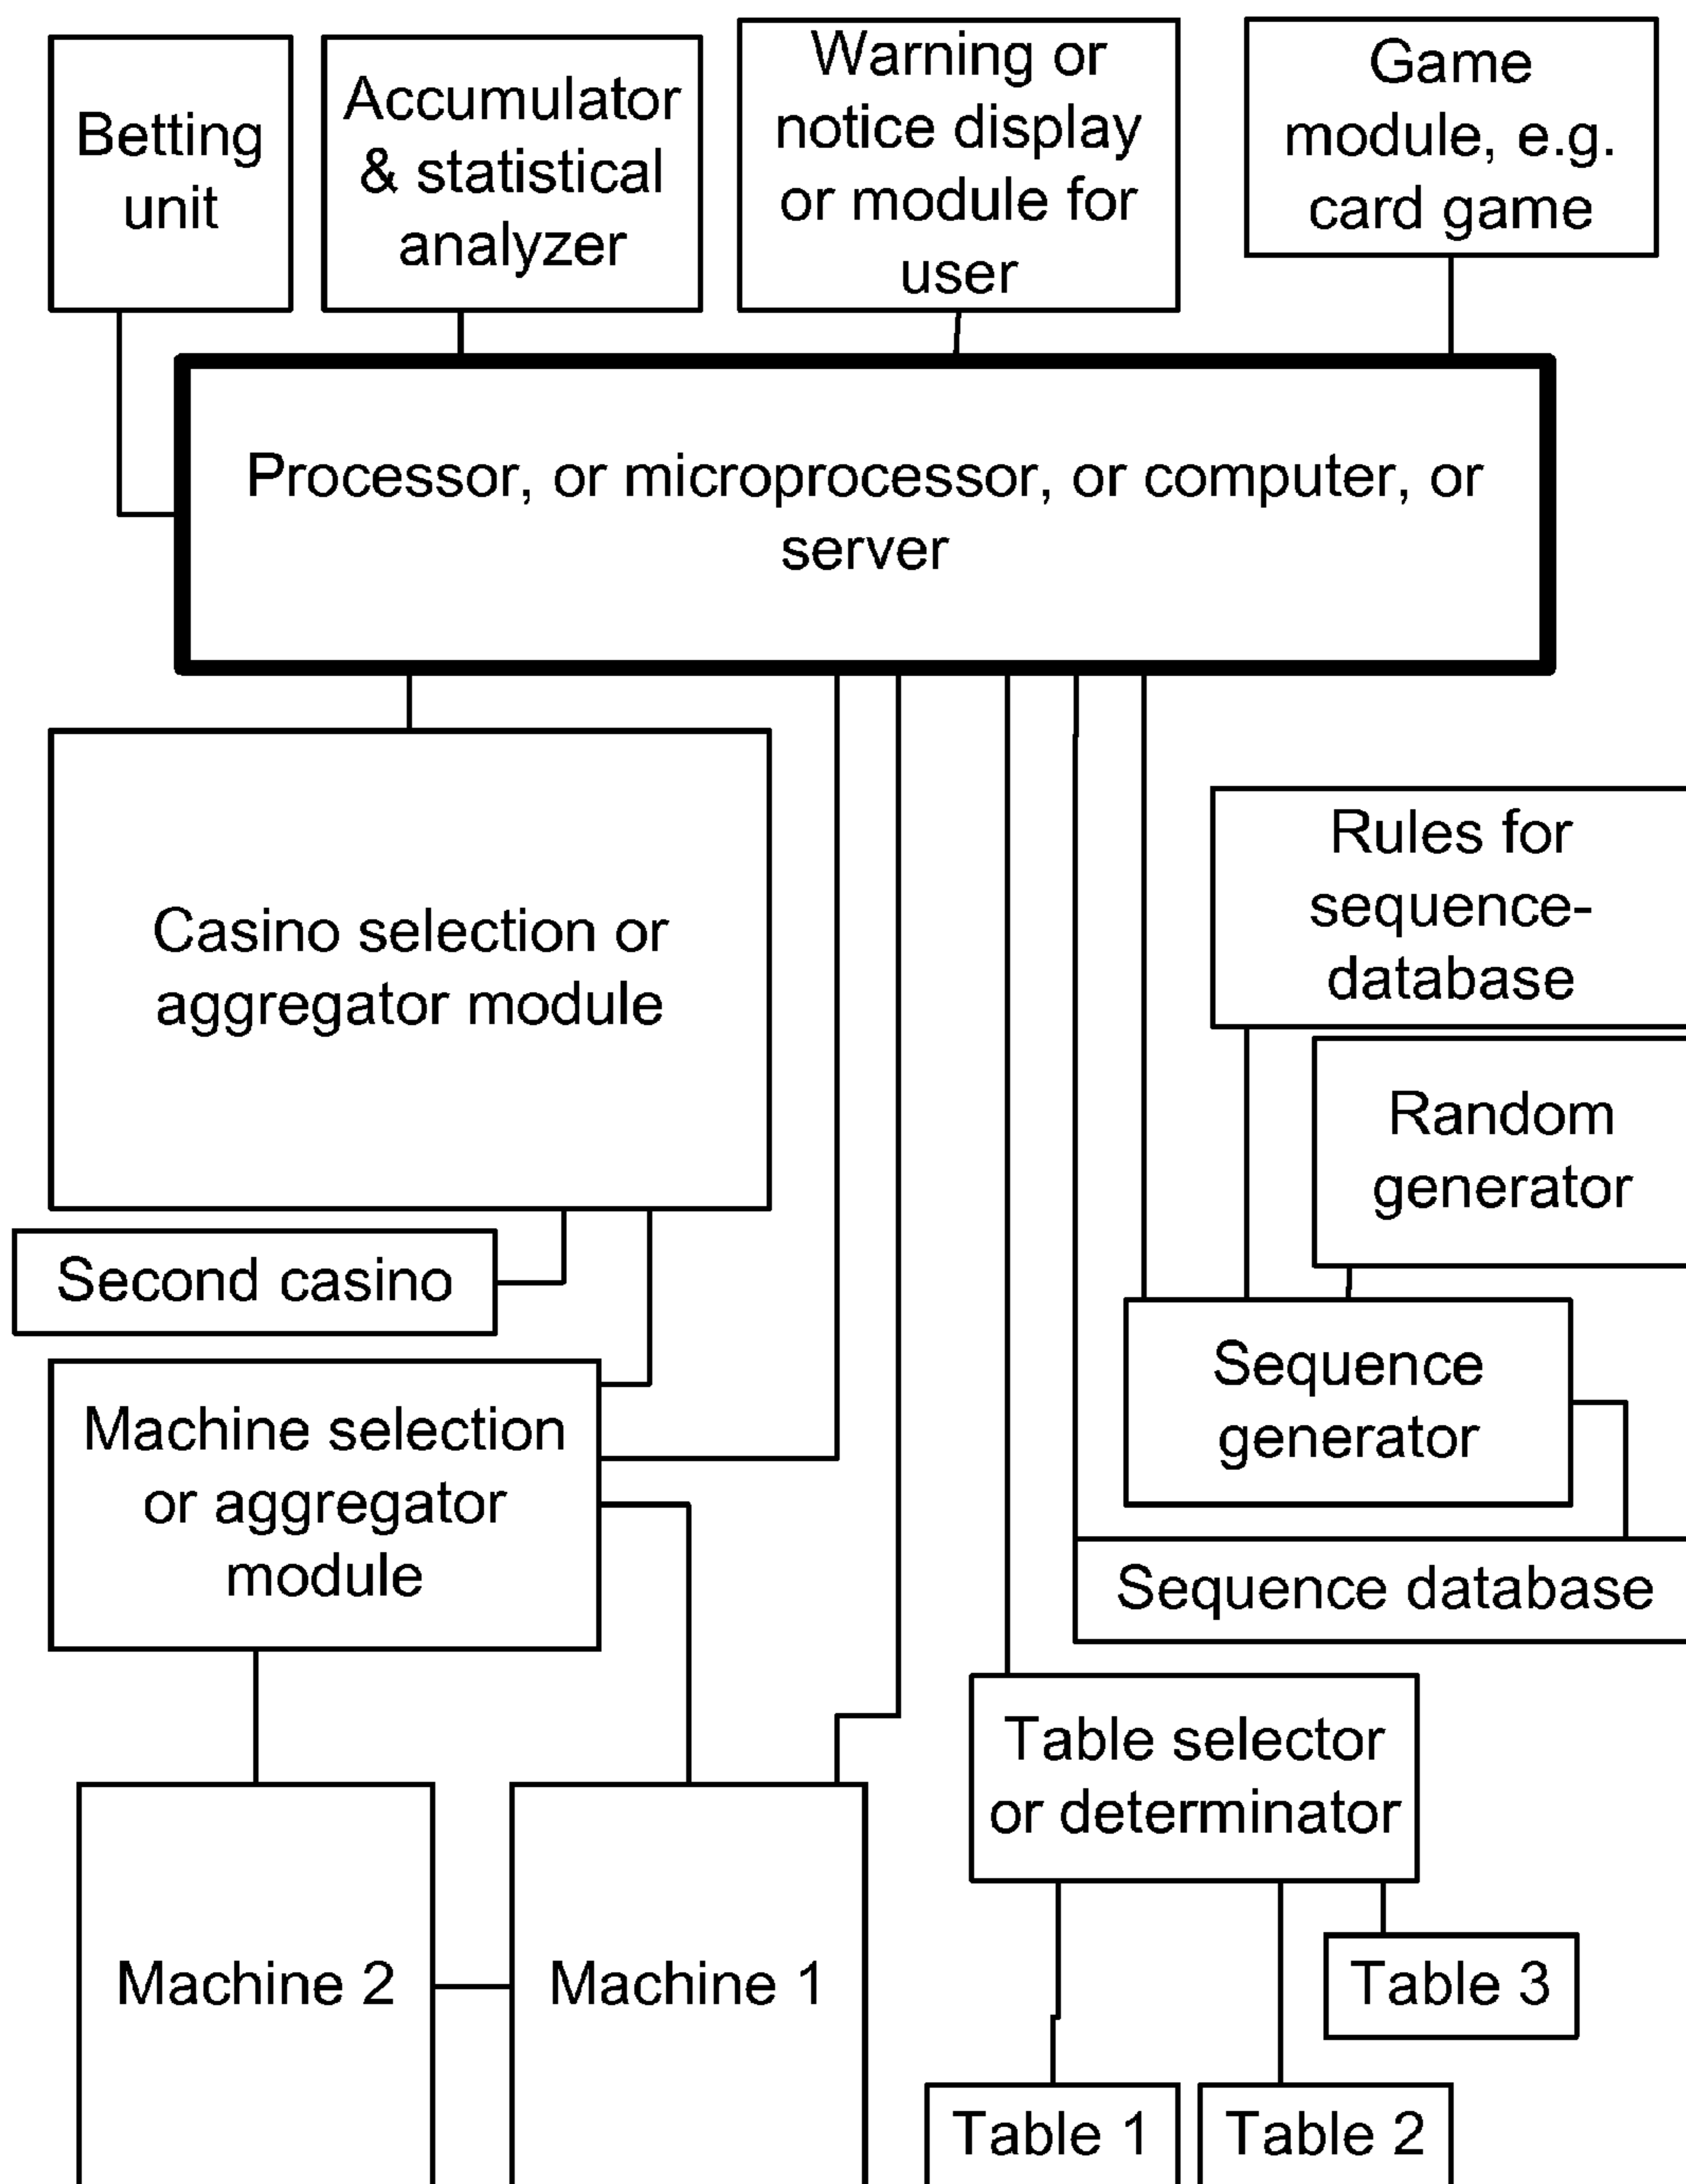 Betting
unit
Accumulator
& statistical
analyzer
Warning or
notice display
or module for
user
Game
module, e.g.
card game
Processor, or microprocessor, or computer, or
server
Casino selection or
aggregator module
Rules for
sequence-
database
Random
generator
Second casino
Sequence
generator
Machine selection
or aggregator
module
Sequence database
Table selector
or determinator
Machine 2
Machine 1
Table 3
Table 1
Table 2